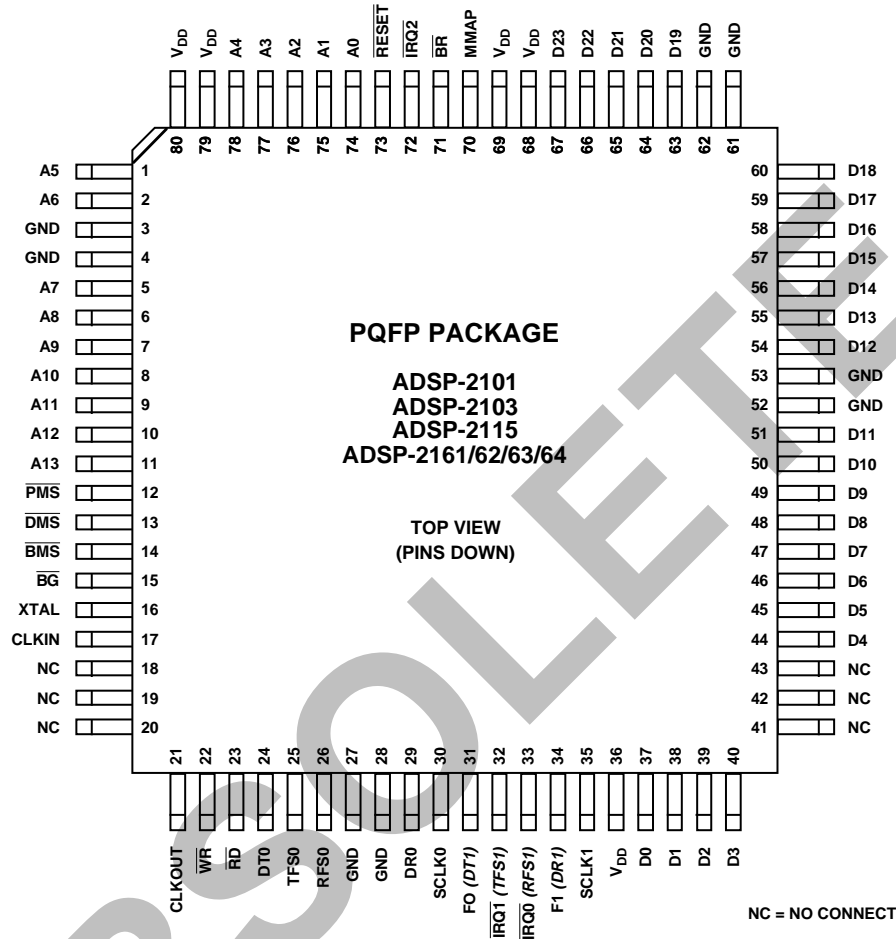 VDD VDD A4 A3 A2 A1 A0 RESET IRQ2 BR MMAP VDD VDD D23 D22 D21 D20 D19 GND GND
80 79 78 77 76 75 74 73 72 71 70 69 68 67 66 65 64 63 62 61
A5 1
A6 2
GND 3
GND 4
A7 5
A8 6
A9 7
A10 8
A11 9
A12 10
A13 11
PMS 12
DMS 13
BMS 14
BG 15
XTAL 16
CLKIN 17
NC 18
NC 19
NC 20
PQFP PACKAGE
ADSP-2101
ADSP-2103
ADSP-2115
ADSP-2161/62/63/64
TOP VIEW
(PINS DOWN)
60 D18
59 D17
58 D16
57 D15
56 D14
55 D13
54 D12
53 GND
52 GND
51 D11
50 D10
49 D9
48 D8
47 D7
46 D6
45 D5
44 D4
43 NC
42 NC
41 NC
21 22 23 24 25 26 27 28 29 30 31 32 33 34 35 36 37 38 39 40
CLKOUT WR RD DT0 TFS0 RFS0 GND GND DR0 SCLK0 FO (DT1) IRQ1 (TFS1) IRQ0 (RFS1) F1 (DR1) SCLK1 VDD D0 D1 D2 D3
NC = NO CONNECT
OBSOLETE